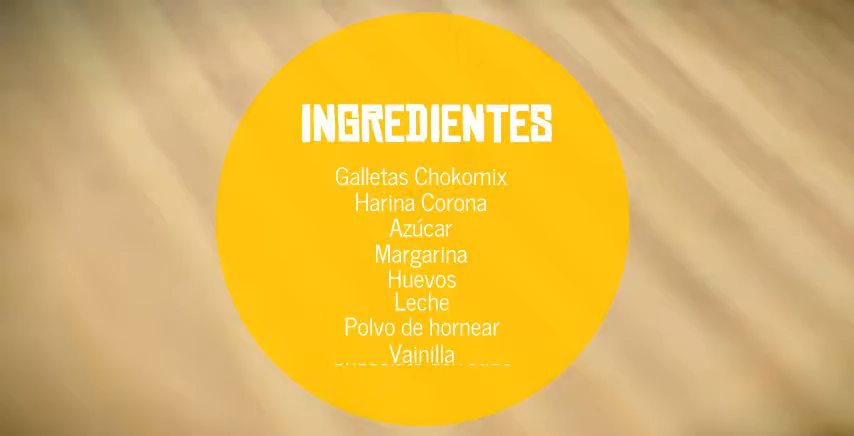 INGREDIENTES
Galletas Chokomix
Harina Corona
Azúcar
Margarina
Huevos
Leche
Polvo de hornear
Vainilla